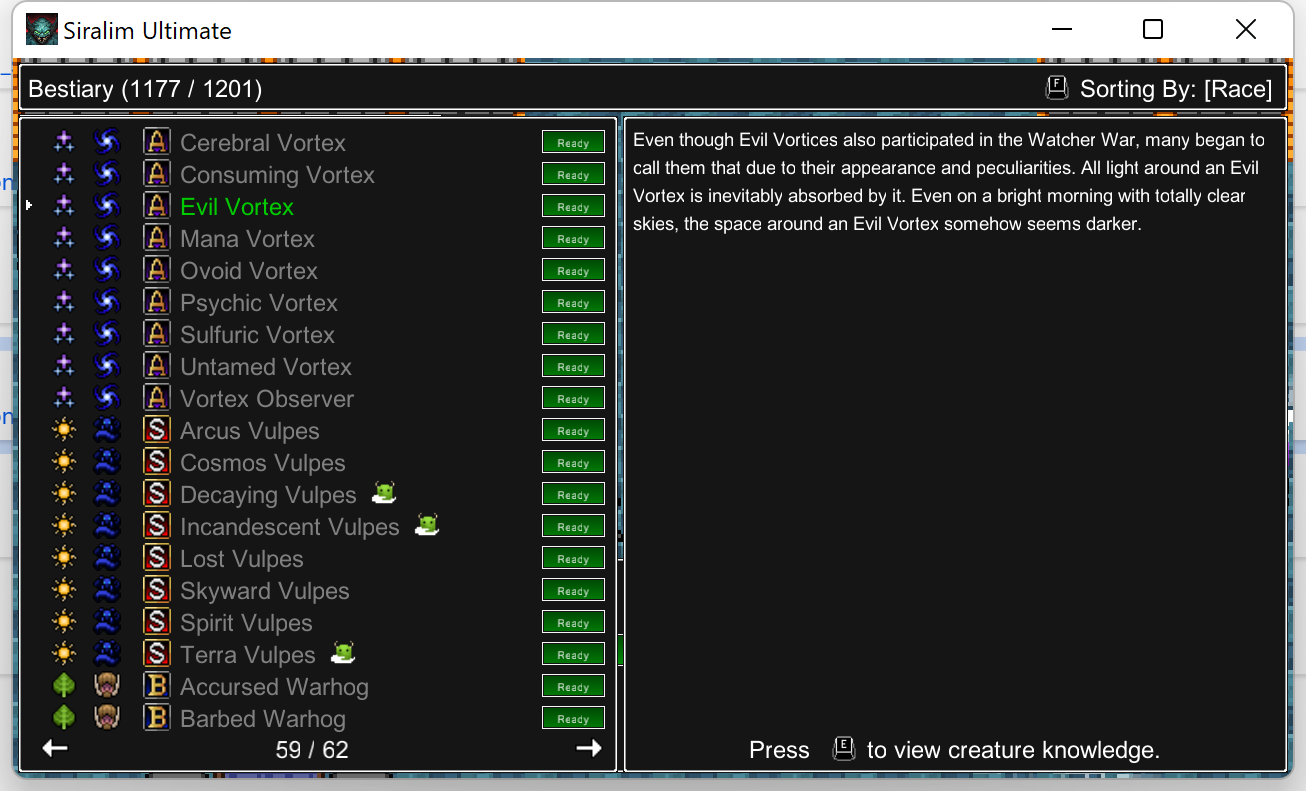 Siralim Ultimate
Bestiary (1177 / 1201)
F Sorting By: [Race]
A Cerebral Vortex Ready
A Consuming Vortex Ready
A Evil Vortex Ready
A Mana Vortex Ready
A Ovoid Vortex Ready
A Psychic Vortex Ready
A Sulfuric Vortex Ready
A Untamed Vortex Ready
A Vortex Observer Ready
S Arcus Vulpes Ready
S Cosmos Vulpes Ready
S Decaying Vulpes Ready
S Incandescent Vulpes Ready
S Lost Vulpes Ready
S Skyward Vulpes Ready
S Spirit Vulpes Ready
S Terra Vulpes Ready
B Accursed Warhog Ready
B Barbed Warhog Ready
59 / 62
Even though Evil Vortices also participated in the Watcher War, many began to
call them that due to their appearance and peculiarities. All light around an Evil
Vortex is inevitably absorbed by it. Even on a bright morning with totally clear
skies, the space around an Evil Vortex somehow seems darker.
Press E to view creature knowledge.